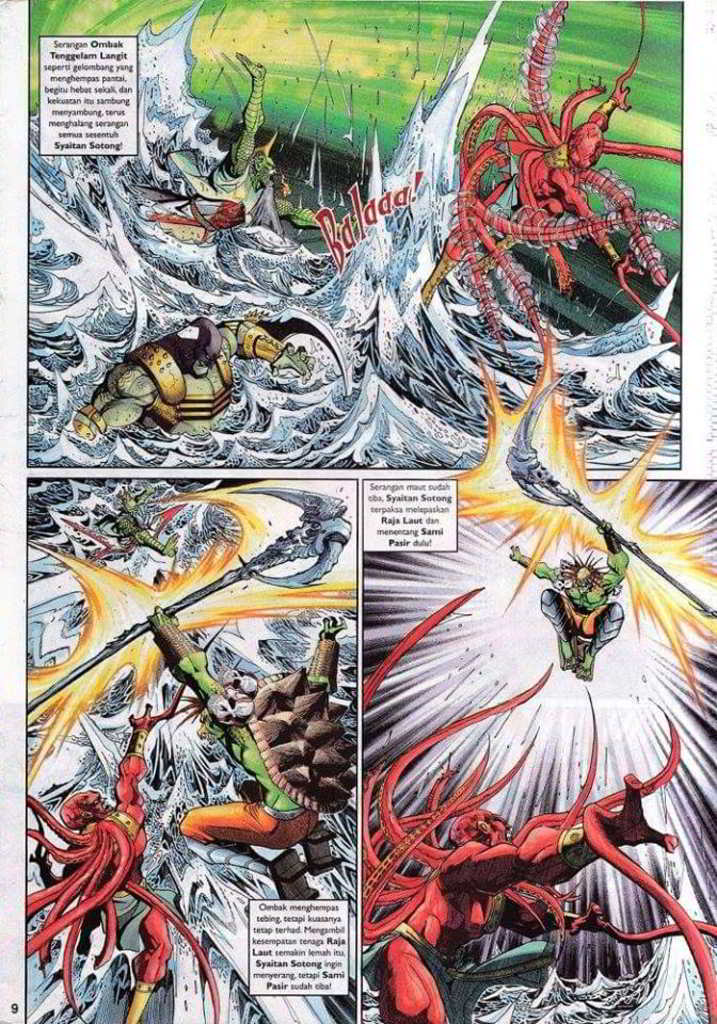 Serangan Ombak
Tenggelam Langit
seperti gelombang yang
menghempas pantai,
begitu hebat sekali, dan
kekuatan itu sambung
menyambung, terus
menghalang serangan
semua sesentuh
Syaitan Sotong!
Balaaa!
Serangan maut sudah
tiba, Syaitan Sotong
terpaksa melepaskan
Raja Laut dan
menentang Sami
Pasir dulu!
Ombak menghempas
tebing, tetapi kuasanya
tetap terhad. Mengambil
kesempatan tenaga Raja
Laut semakin lemah itu,
Syaitan Sotong ingin
menyerang, tetapi Sami
Pasir sudah tiba!
9